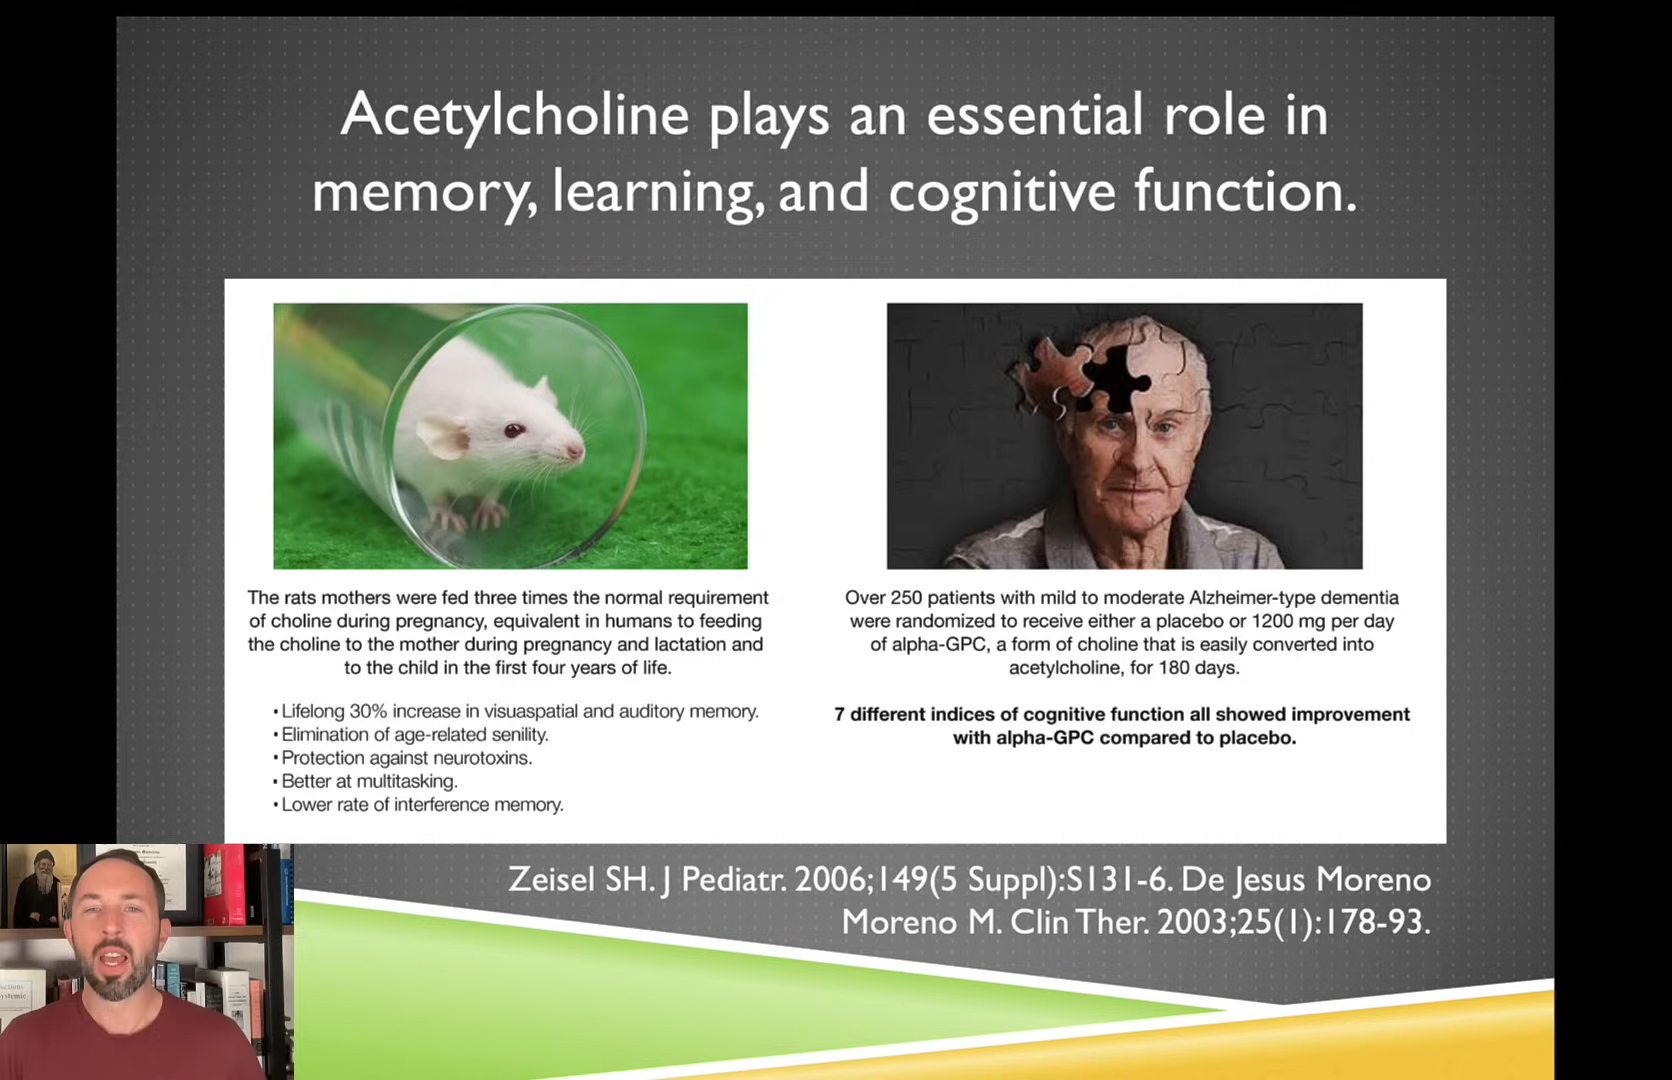 Acetylcholine plays an essential role in
memory, learning, and cognitive function.
The rats mothers were fed three times the normal requirement
of choline during pregnancy, equivalent in humans to feeding
the choline to the mother during pregnancy and lactation and
to the child in the first four years of life.
• Lifelong 30% increase in visuaspatial and auditory memory.
• Elimination of age-related senility.
• Protection against neurotoxins.
• Better at multitasking.
• Lower rate of interference memory.
Over 250 patients with mild to moderate Alzheimer-type dementia
were randomized to receive either a placebo or 1200 mg per day
of alpha-GPC, a form of choline that is easily converted into
acetylcholine, for 180 days.
7 different indices of cognitive function all showed improvement
with alpha-GPC compared to placebo.
Zeisel SH. J Pediatr. 2006;149(5 Suppl):S131-6. De Jesus Moreno
Moreno M. Clin Ther. 2003;25(1):178-93.